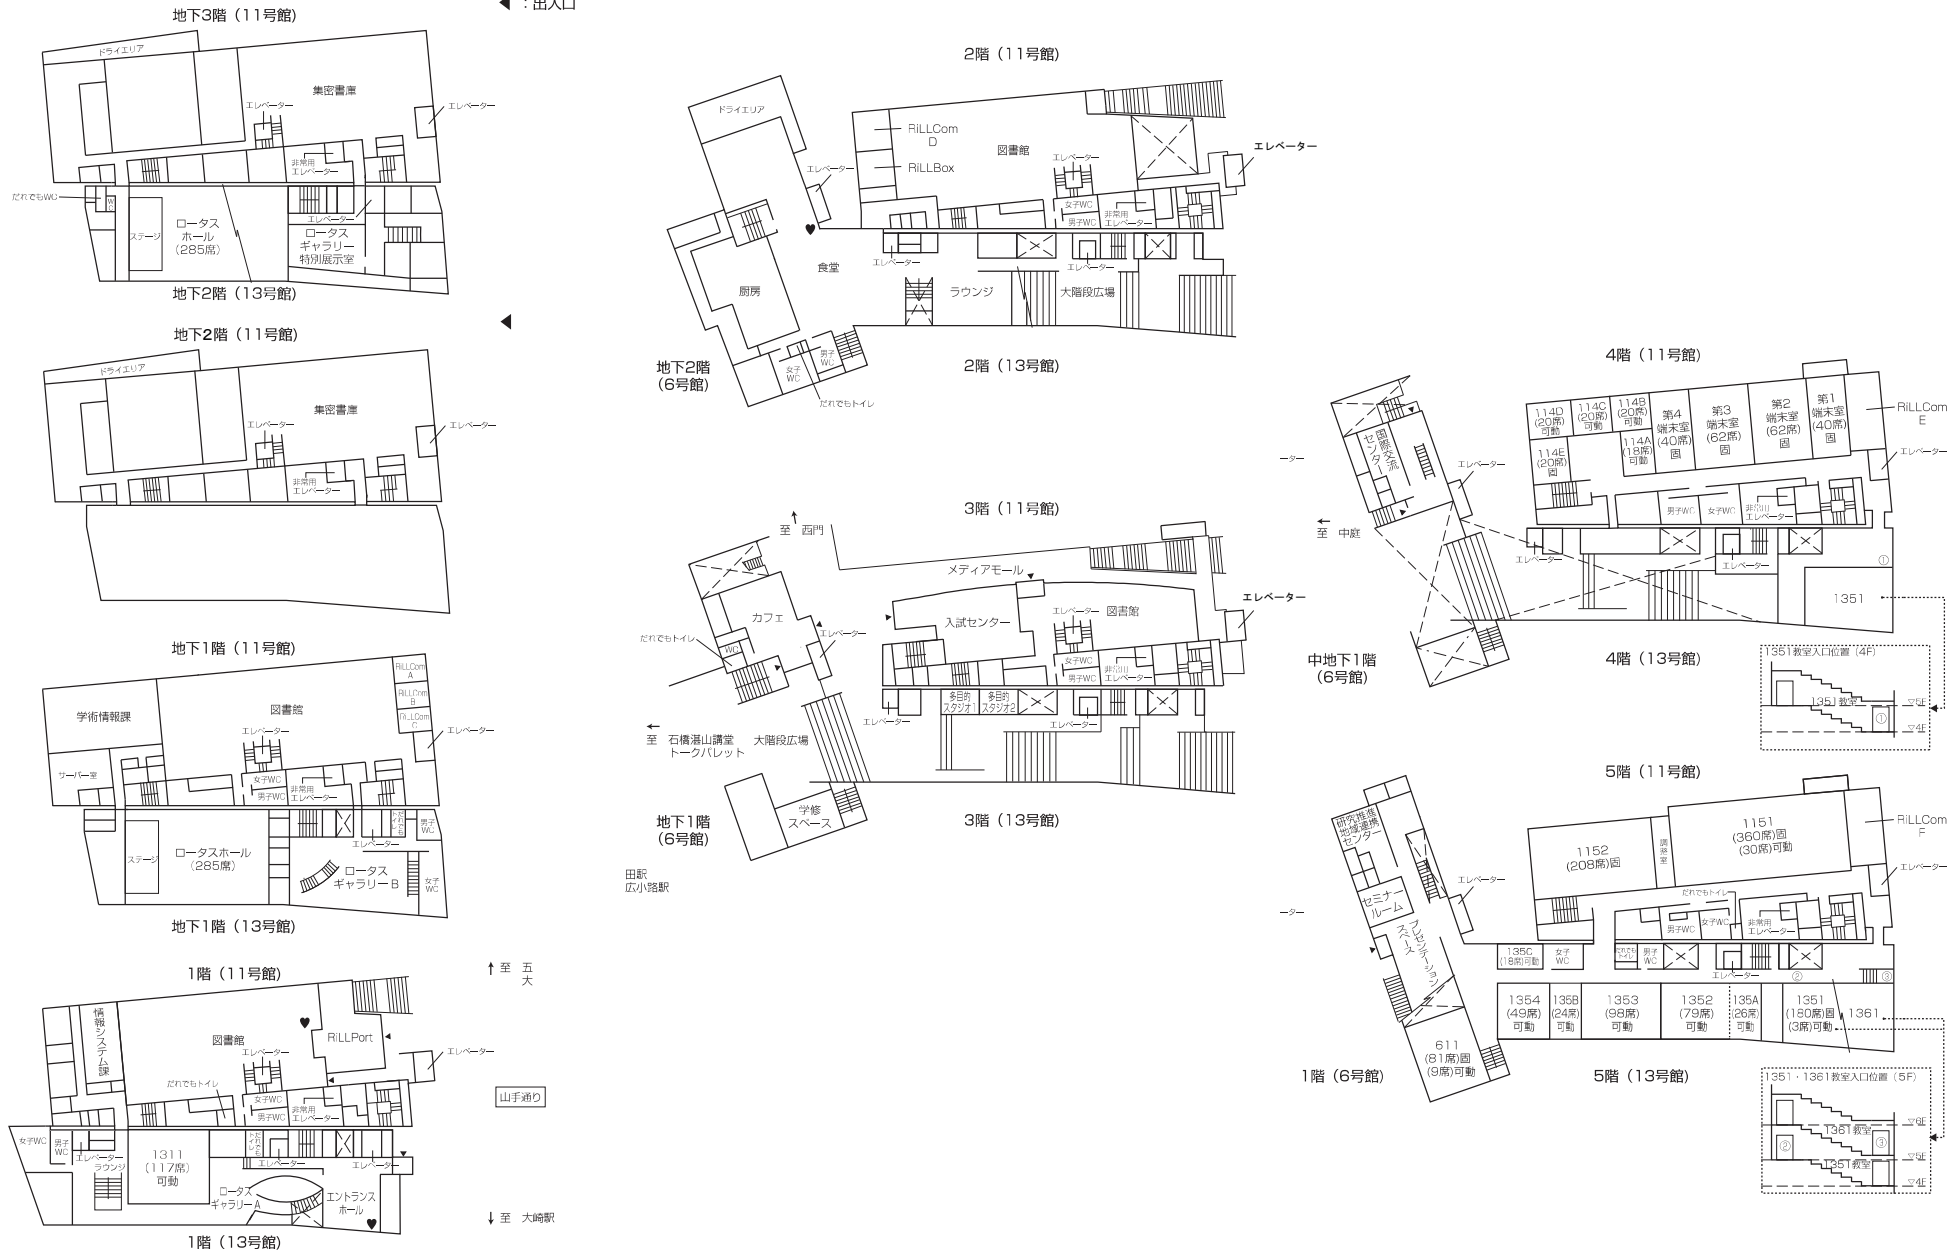 ◀：出入口
地下3階（11号館）
ドライエリア
集密書庫
エレベーター
エレベーター
非常用
エレベーター
だれでもWC
WC
ステージ
ロータス
ホール
(285席)
エレベーター
ロータス
ギャラリー
特別展示室
地下2階（13号館）
地下2階（11号館）
ドライエリア
集密書庫
エレベーター
エレベーター
非常用
エレベーター
地下1階（11号館）
学術情報課
図書館
RiLLCom
A
RiLLCom
B
RiLLCom
C
エレベーター
エレベーター
サーバー室
女子WC
男子WC
非常用
エレベーター
だれでも
トイレ
男子
WC
エレベーター
ステージ
ロータスホール
(285席)
ロータス
ギャラリーB
女子
WC
地下1階（13号館）
1階（11号館）
情報システム課
図書館
RiLLPort
エレベーター
エレベーター
だれでもトイレ
女子WC
男子WC
非常用
エレベーター
女子WC
男子
WC
エレベーター
ラウンジ
1311
(117席)
可動
だれでも
トイレ
エレベーター
エレベーター
ロータス
ギャラリーA
エントランス
ホール
1階（13号館）
至　五
大
山手通り
至　大崎駅
2階（11号館）
ドライエリア
RiLLCom
D
RiLLBox
図書館
エレベーター
エレベーター
エレベーター
女子WC
男子WC
非常用
エレベーター
食堂
厨房
エレベーター
エレベーター
ラウンジ
大階段広場
男子
WC
女子
WC
だれでもトイレ
地下2階
（6号館）
2階（13号館）
3階（11号館）
至　西門
メディアモール
カフェ
入試センター
図書館
エレベーター
エレベーター
エレベーター
だれでもトイレ
WC
女子WC
男子WC
非常用
エレベーター
多目的
スタジオ1
多目的
スタジオ2
エレベーター
エレベーター
至　石橋湛山講堂
トークパレット
大階段広場
学修
スペース
地下1階
（6号館）
3階（13号館）
田駅
広小路駅
4階（11号館）
114D
(20席)
可動
114C
(20席)
可動
114B
(20席)
可動
114A
(18席)
可動
114E
(20席)
固
第4
端末室
(40席)
固
第3
端末室
(62席)
固
第2
端末室
(62席)
固
第1
端末室
(40席)
固
RiLLCom
E
エレベーター
国際交流
センター
エレベーター
ーター
至　中庭
男子WC
女子WC
非常用
エレベーター
エレベーター
エレベーター
①
1351
中地下1階
（6号館）
4階（13号館）
1351教室入口位置（4F）
1351教室
①
▽5F
▽4F
5階（11号館）
研究推進
地域連携
センター
エレベーター
セミナー
ルーム
プレゼンテーション
スペース
ーター
1152
(208席)固
調整室
1151
(360席)固
(30席)可動
RiLLCom
F
エレベーター
だれでもトイレ
男子WC
女子WC
非常用
エレベーター
135C
(18席)可動
女子
WC
だれでも
トイレ
男子
WC
エレベーター
②
③
1354
(49席)
可動
135B
(24席)
可動
1353
(98席)
可動
1352
(79席)
可動
135A
(26席)
可動
1351
(180席)固
(3席)可動
1361
611
(81席)固
(9席)可動
1階（6号館）
5階（13号館）
1351・1361教室入口位置（5F）
1361教室
②
③
1351教室
▽6F
▽5F
▽4F